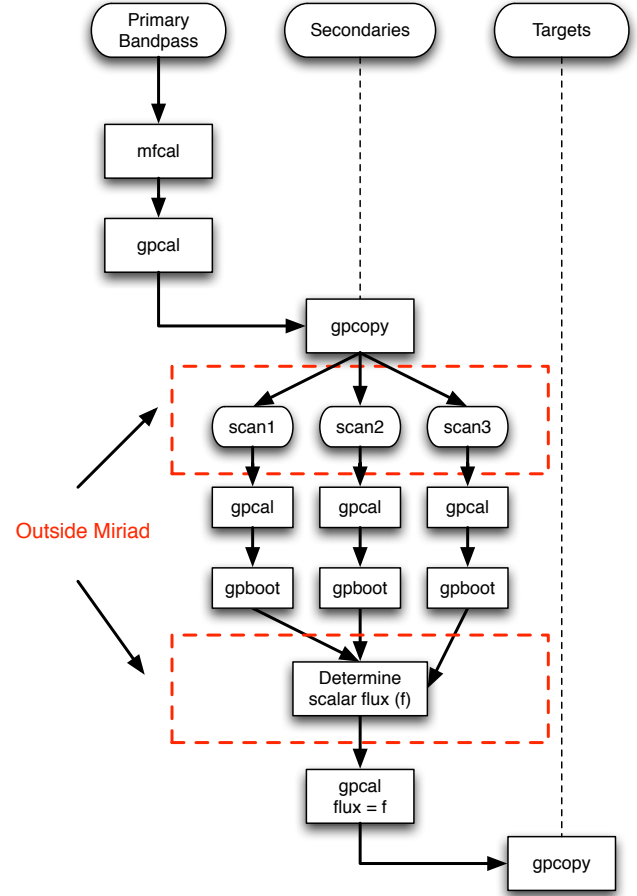 Primary
Bandpass
Secondaries
Targets
mfcal
gpcal
gpcopy
scan1
scan2
scan3
gpcal
gpcal
gpcal
Outside Miriad
gpboot
gpboot
gpboot
Determine
scalar flux (f)
gpcal
flux = f
gpcopy